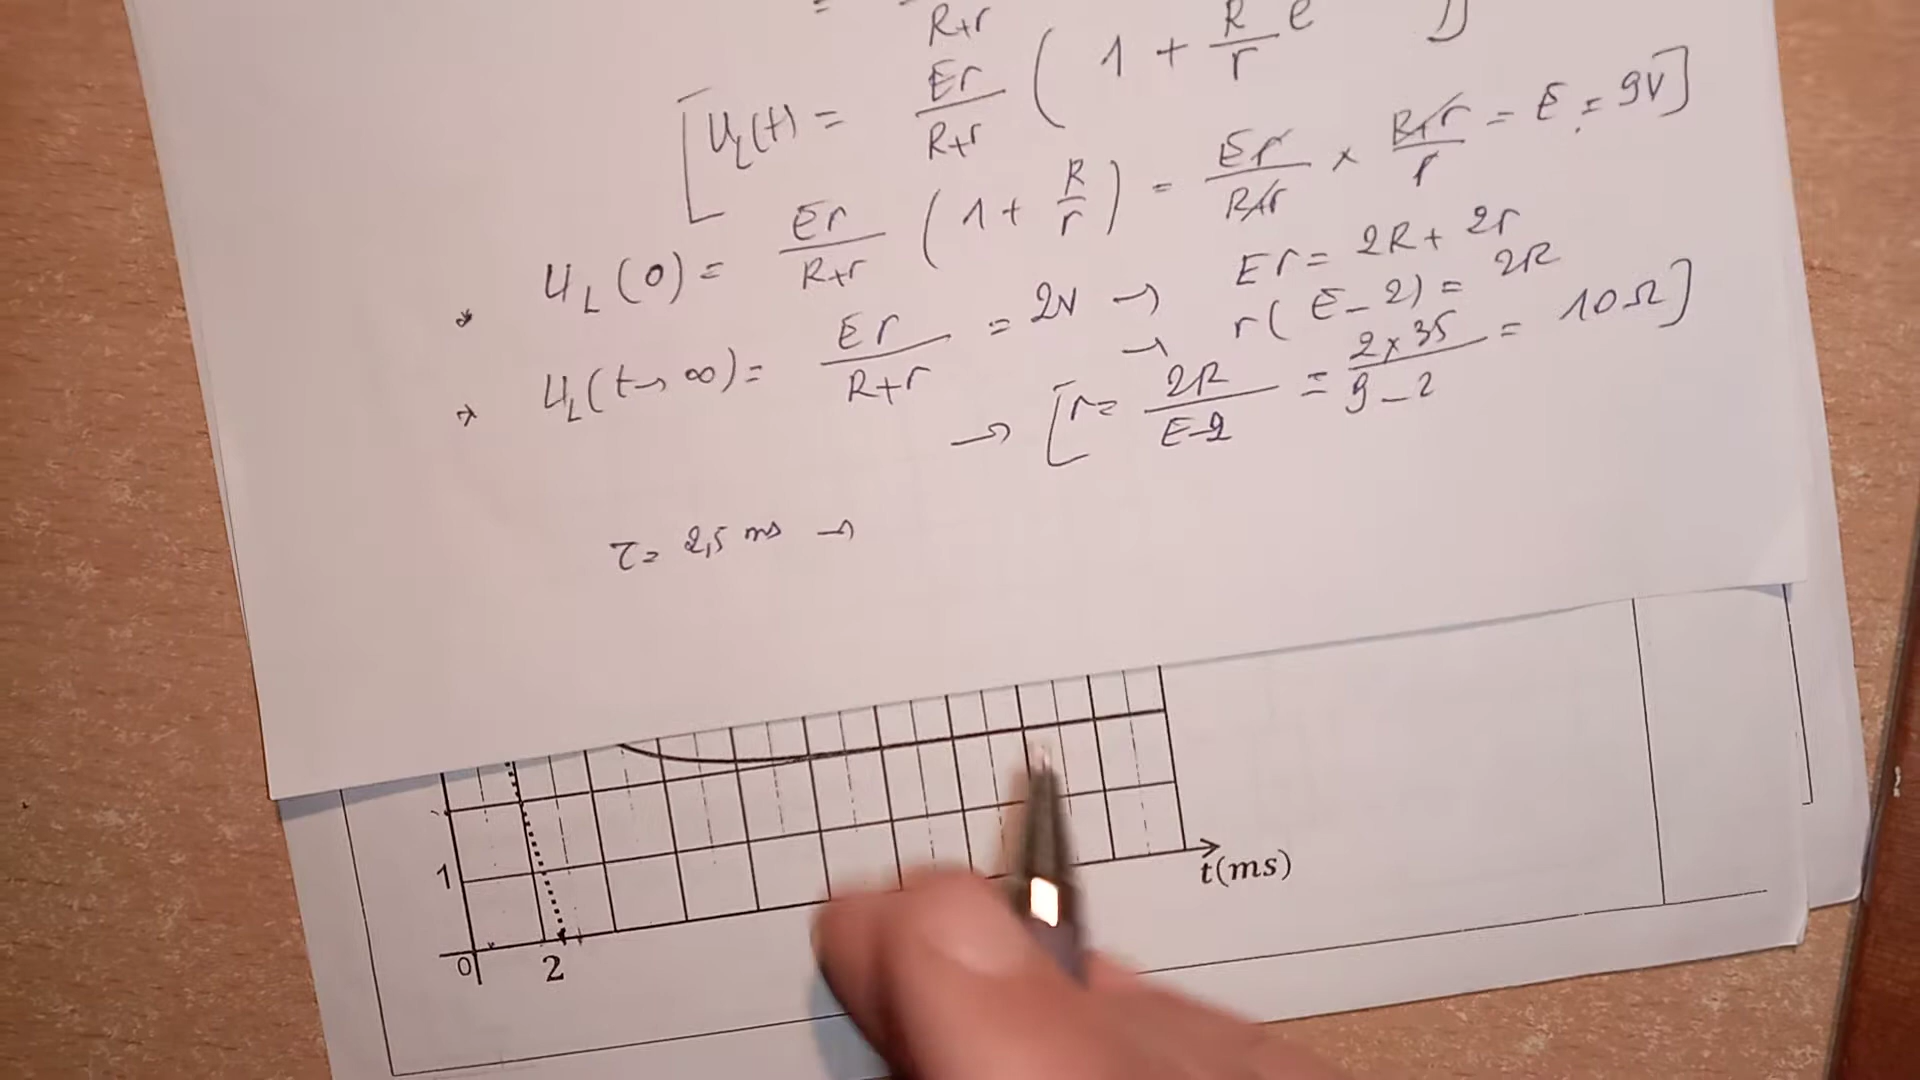 = R+r
[ U_L(t) = Er/(R+r) ( 1 + R/r e
* U_L(0) = Er/(R+r) ( 1 + R/r ) = Er/(R+r) × (R+r)/r = E = 9V ]
→ U_L(t→∞) = Er/(R+r) = 2V → Er = 2R + 2r
→ r( E - 2) = 2R
→ [ r = 2R/(E-2) = (2×35)/(9-2) = 10Ω ]
τ = 2,5 ms →
1
t(ms)
0 2